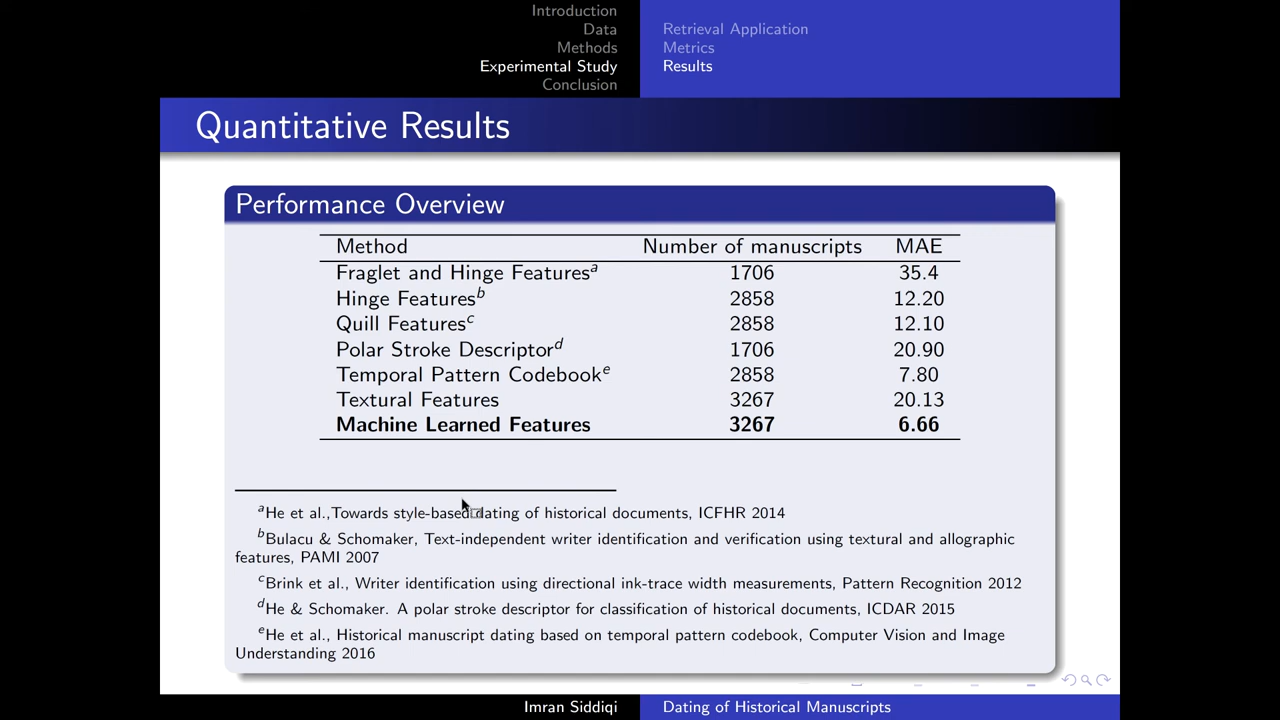 Introduction
Data
Methods
Experimental Study
Conclusion
Retrieval Application
Metrics
Results
Quantitative Results
Performance Overview
Method Number of manuscripts MAE
Fraglet and Hinge Featuresa 1706 35.4
Hinge Featuresb 2858 12.20
Quill Featuresc 2858 12.10
Polar Stroke Descriptord 1706 20.90
Temporal Pattern Codebooke 2858 7.80
Textural Features 3267 20.13
Machine Learned Features 3267 6.66
aHe et al.,Towards style-based dating of historical documents, ICFHR 2014
bBulacu & Schomaker, Text-independent writer identification and verification using textural and allographic
features, PAMI 2007
cBrink et al., Writer identification using directional ink-trace width measurements, Pattern Recognition 2012
dHe & Schomaker. A polar stroke descriptor for classification of historical documents, ICDAR 2015
eHe et al., Historical manuscript dating based on temporal pattern codebook, Computer Vision and Image
Understanding 2016
Imran Siddiqi Dating of Historical Manuscripts